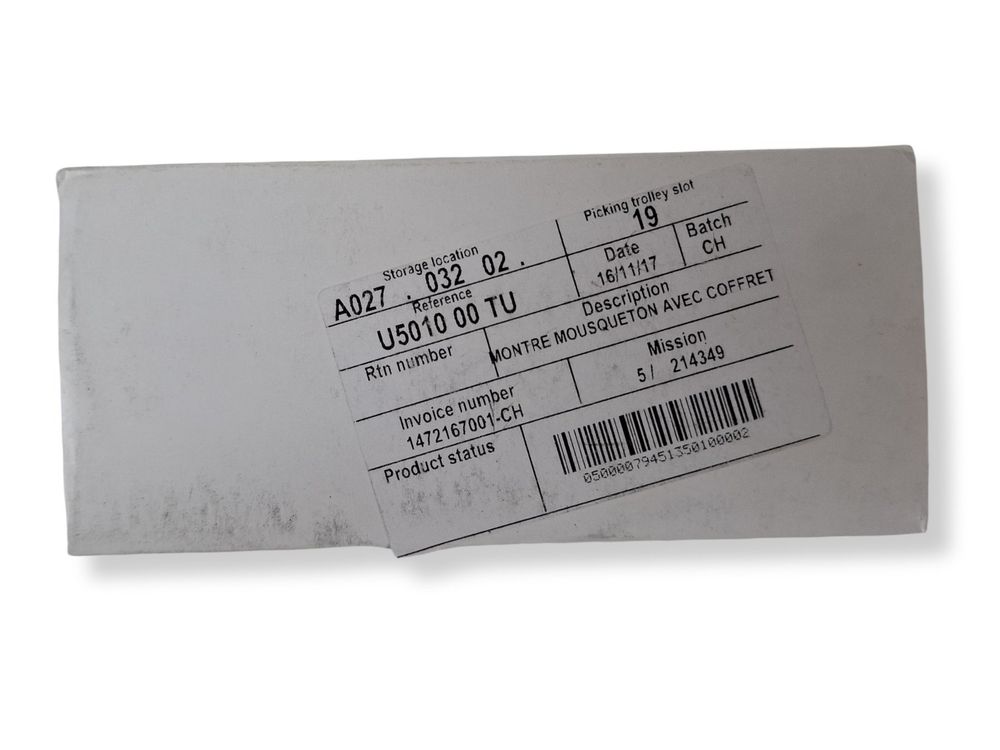 Storage location
A027 . 032 02 .
Picking trolley slot
19
Reference
U5010 00 TU
Date
16/11/17
Batch
CH
Rtn number
Description
MONTRE MOUSQUETON AVEC COFFRET
Invoice number
1472167001-CH
Mission
5 / 214349
Product status
05000079451350100002